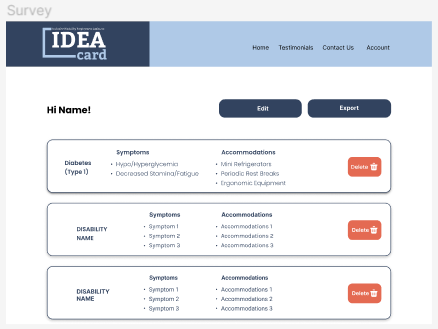 Survey
IDEA
card
Home Testimonials Contact Us Account
Hi Name!
Edit
Export
Symptoms
Accommodations
Diabetes
(Type 1)
• Hypo/Hyperglycemic
• Decreased Stamina/Fatigue
• Mini Refrigerators
• Periodic Rest Breaks
• Ergonomic Equipment
Delete
Symptoms
Accommodations
DISABILITY
NAME
• Symptom 1
• Symptom 2
• Symptom 3
• Accommodations 1
• Accommodations 2
• Accommodations 3
Delete
Symptoms
Accommodations
DISABILITY
NAME
• Symptom 1
• Symptom 2
• Symptom 3
• Accommodations 1
• Accommodations 2
• Accommodations 3
Delete